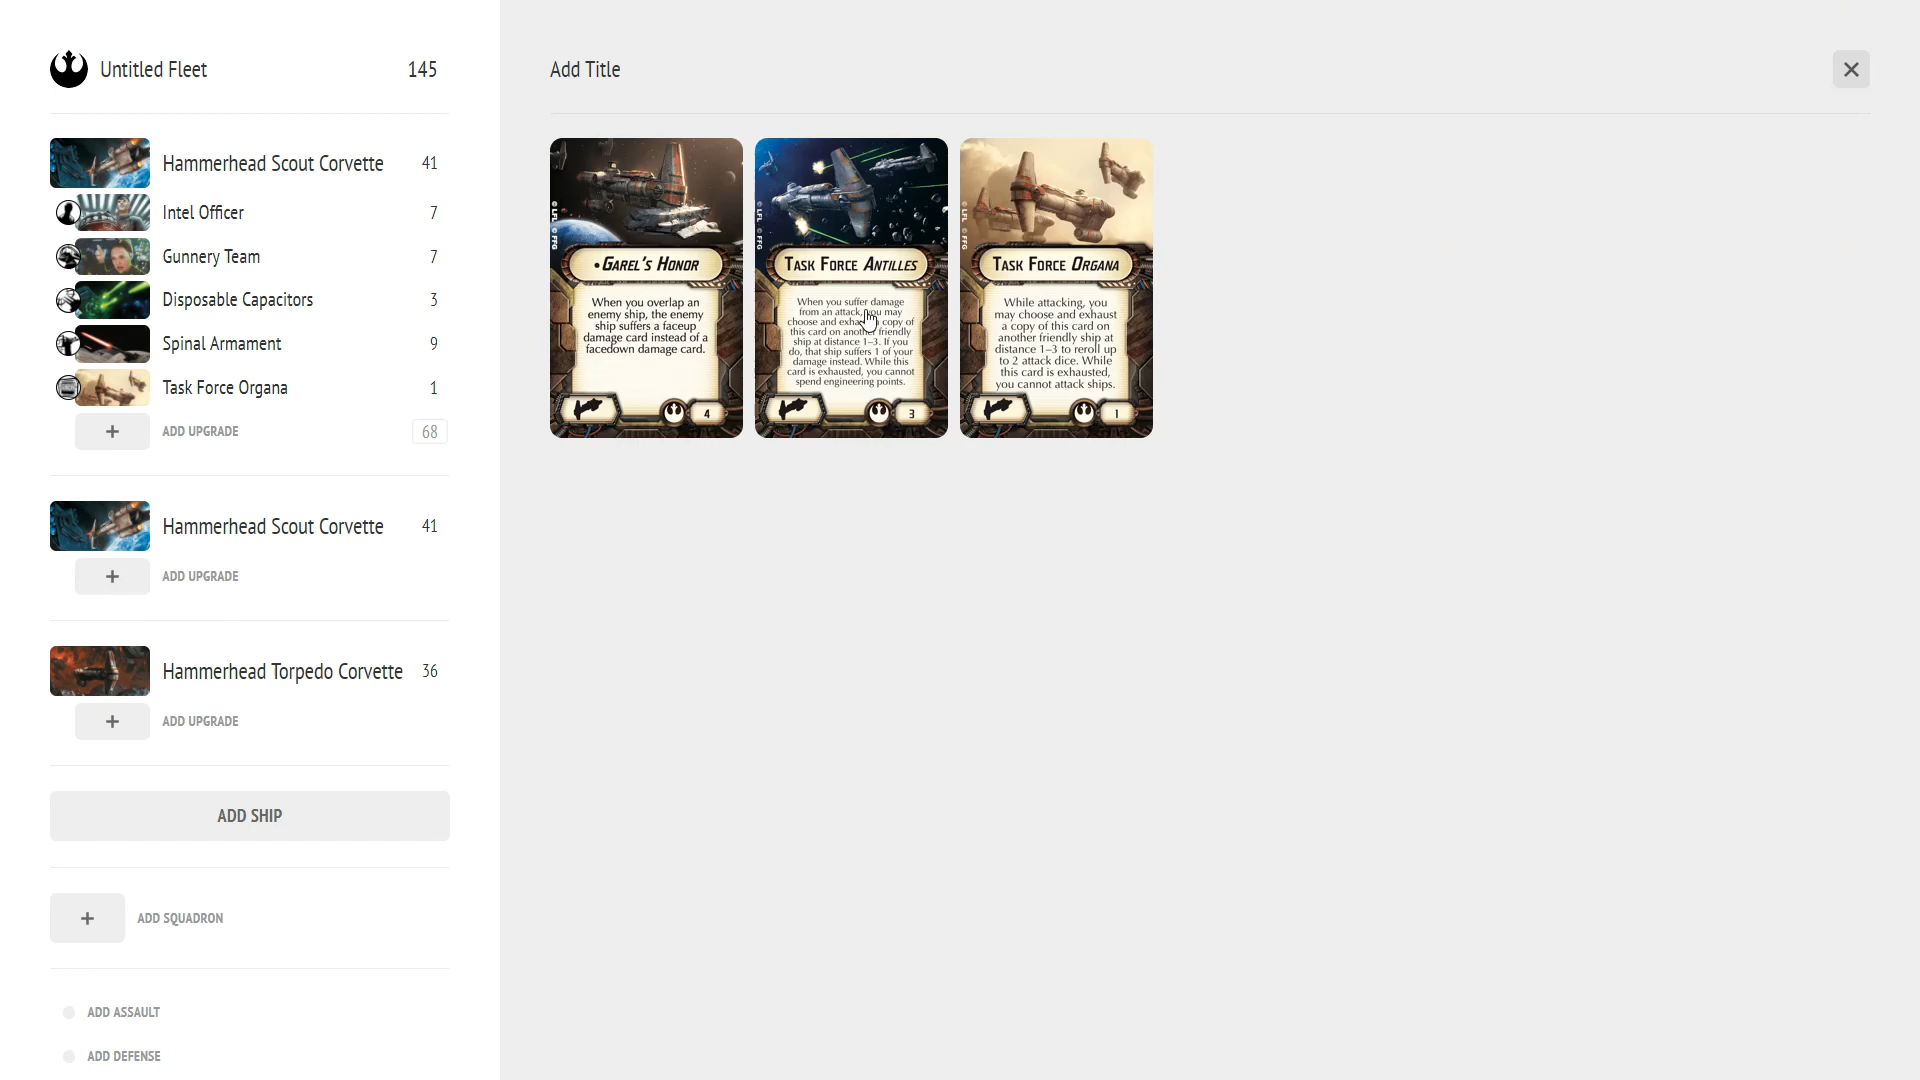 Untitled Fleet 145
Hammerhead Scout Corvette 41
Intel Officer 7
Gunnery Team 7
Disposable Capacitors 3
Spinal Armament 9
Task Force Organa 1
ADD UPGRADE 68
Hammerhead Scout Corvette 41
ADD UPGRADE
Hammerhead Torpedo Corvette 36
ADD UPGRADE
ADD SHIP
ADD SQUADRON
ADD ASSAULT
ADD DEFENSE
Add Title
© LFL © FFG
• GAREL'S HONOR
When you overlap an
enemy ship, the enemy
ship suffers a faceup
damage card instead of a
facedown damage card.
4
© LFL © FFG
TASK FORCE ANTILLES
When you suffer damage
from an attack, you may
choose and exhaust a copy of
this card on another friendly
ship at distance 1–3. If you
do, that ship suffers 1 of your
damage instead. While this
card is exhausted, you cannot
spend engineering points.
3
© LFL © FFG
TASK FORCE ORGANA
While attacking, you
may choose and exhaust
a copy of this card on
another friendly ship at
distance 1–3 to reroll up
to 2 attack dice. While
this card is exhausted,
you cannot attack ships.
1